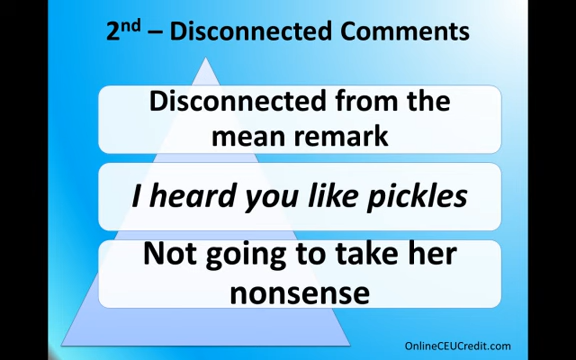 2nd – Disconnected Comments
Disconnected from the
mean remark
I heard you like pickles
Not going to take her
nonsense
OnlineCEUCredit.com